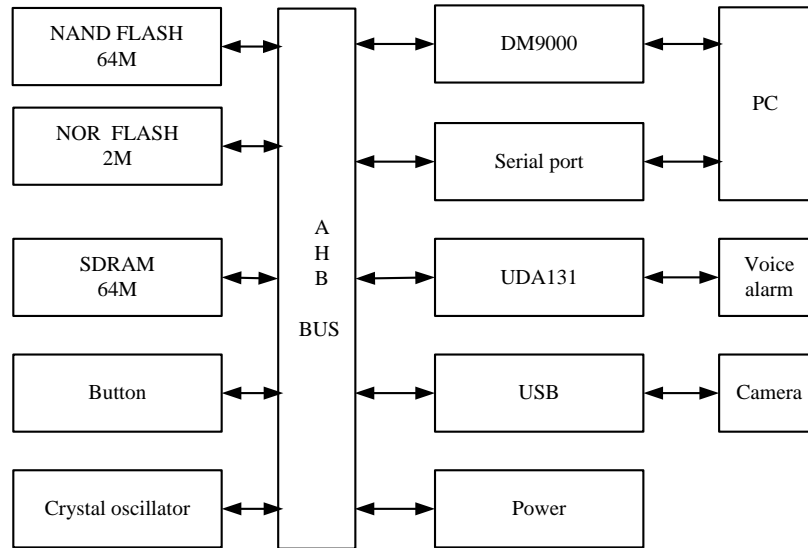 NAND FLASH
64M
NOR FLASH
2M
SDRAM
64M
Button
Crystal oscillator
A
H
B
BUS
DM9000
Serial port
UDA131
USB
Power
PC
Voice
alarm
Camera